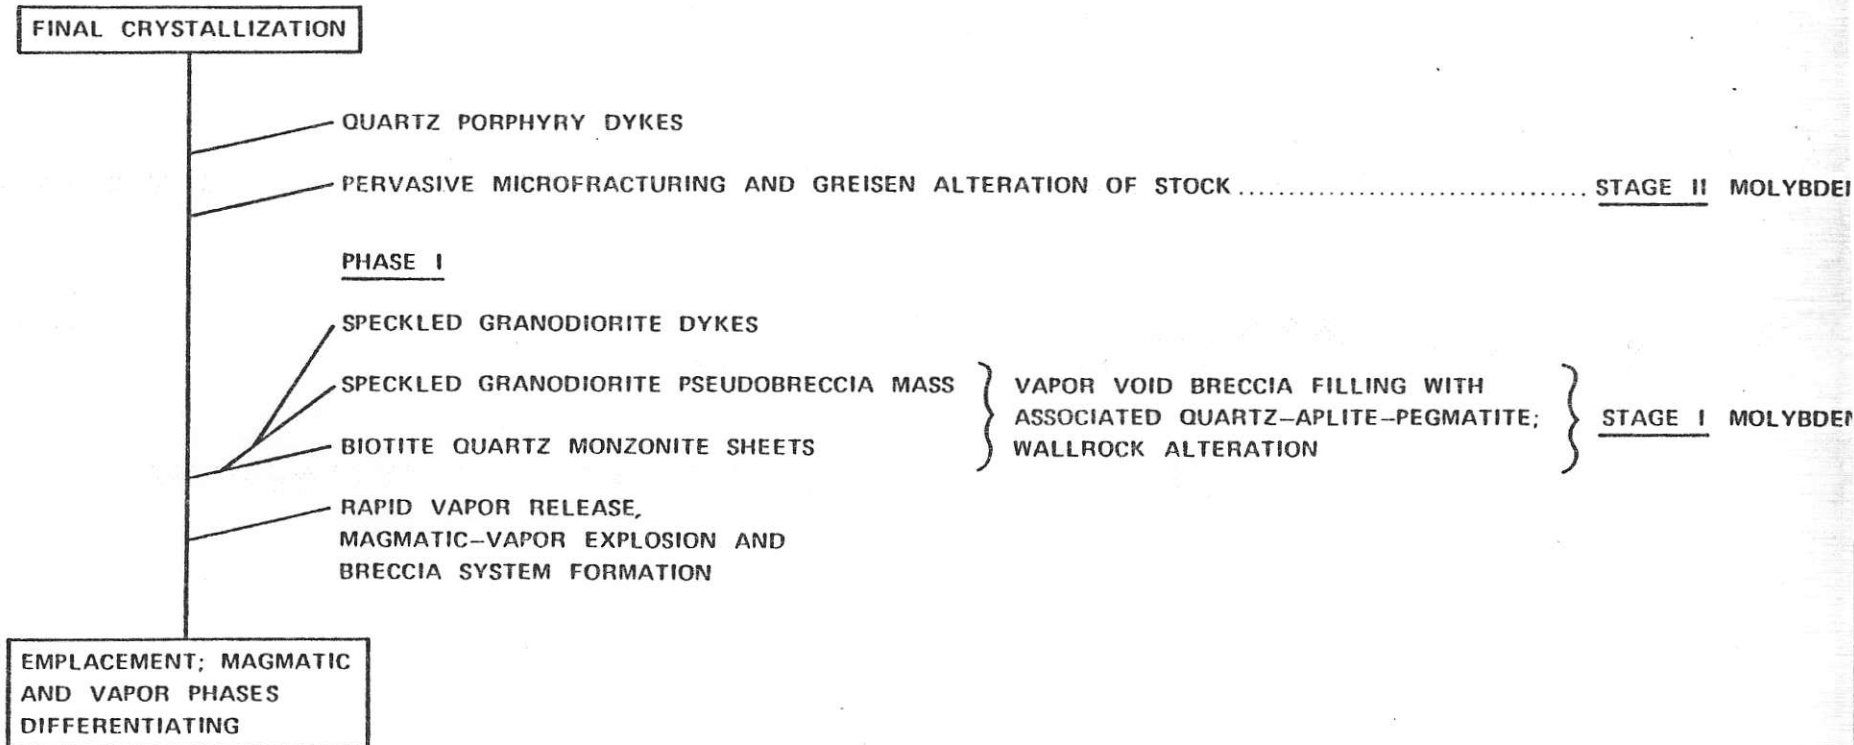 FINAL CRYSTALLIZATION
QUARTZ PORPHYRY DYKES
PERVASIVE MICROFRACTURING AND GREISEN ALTERATION OF STOCK.................................. STAGE II
PHASE I
SPECKLED GRANODIORITE DYKES
SPECKLED GRANODIORITE PSEUDOBRECCIA MASS
BIOTITE QUARTZ MONZONITE SHEETS
VAPOR VOID BRECCIA FILLING WITH
ASSOCIATED QUARTZ–APLITE–PEGMATITE;
WALLROCK ALTERATION
STAGE I
RAPID VAPOR RELEASE,
MAGMATIC–VAPOR EXPLOSION AND
BRECCIA SYSTEM FORMATION
EMPLACEMENT; MAGMATIC
AND VAPOR PHASES
DIFFERENTIATING